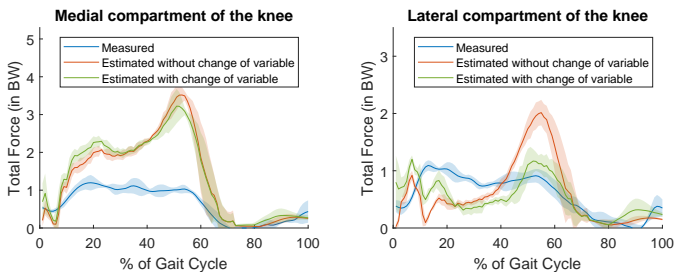 Medial compartment of the knee
Measured
Estimated without change of variable
Estimated with change of variable
Total Force (in BW)
5
4
3
2
1
0
0 20 40 60 80 100
% of Gait Cycle
Lateral compartment of the knee
Measured
Estimated without change of variable
Estimated with change of variable
Total Force (in BW)
3
2
1
0
0 20 40 60 80 100
% of Gait Cycle